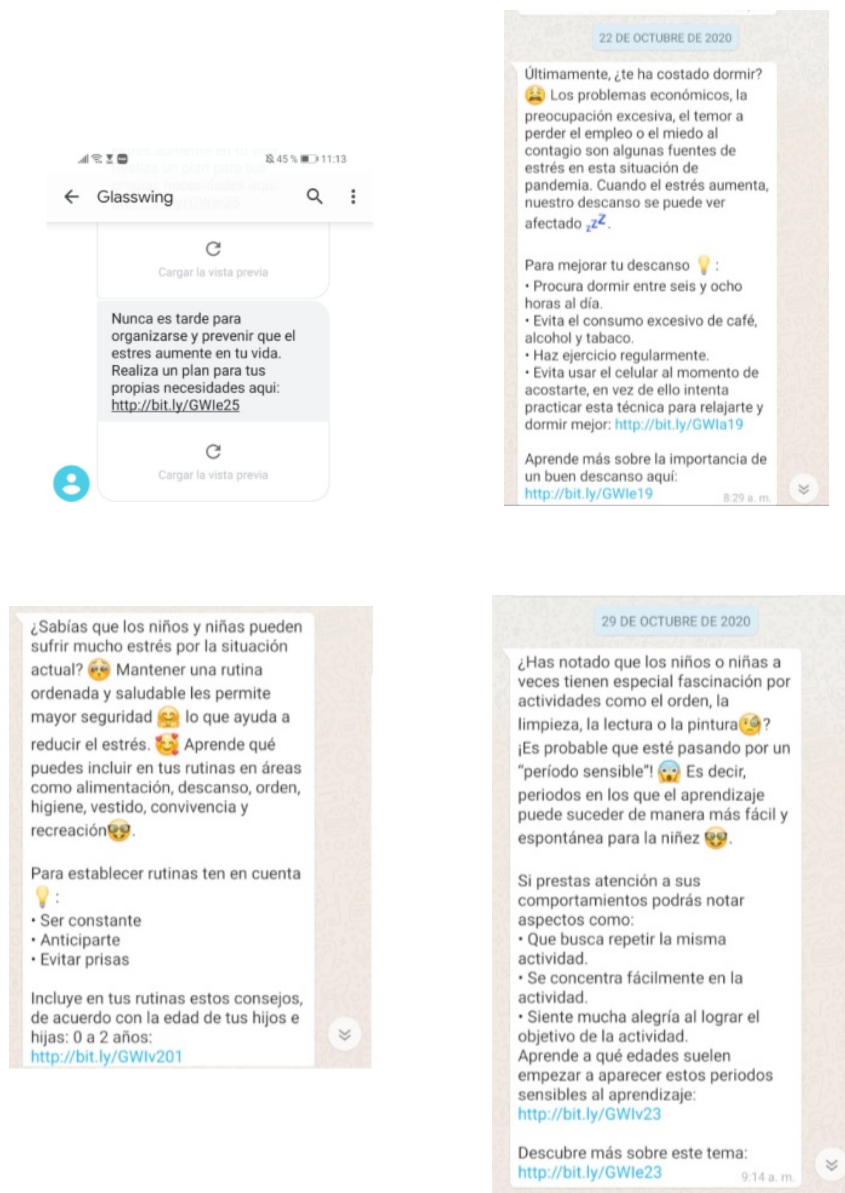 45 % 11:13
Glasswing
Cargar la vista previa
Nunca es tarde para
organizarse y prevenir que el
estres aumente en tu vida.
Realiza un plan para tus
propias necesidades aqui:
http://bit.ly/GWIe25
Cargar la vista previa
22 DE OCTUBRE DE 2020
Últimamente, ¿te ha costado dormir?
😩 Los problemas económicos, la
preocupación excesiva, el temor a
perder el empleo o el miedo al
contagio son algunas fuentes de
estrés en esta situación de
pandemia. Cuando el estrés aumenta,
nuestro descanso se puede ver
afectado 💤.
Para mejorar tu descanso 💡 :
• Procura dormir entre seis y ocho
horas al día.
• Evita el consumo excesivo de café,
alcohol y tabaco.
• Haz ejercicio regularmente.
• Evita usar el celular al momento de
acostarte, en vez de ello intenta
practicar esta técnica para relajarte y
dormir mejor: http://bit.ly/GWIa19
Aprende más sobre la importancia de
un buen descanso aquí:
http://bit.ly/GWIe19
8:29 a. m.
¿Sabías que los niños y niñas pueden
sufrir mucho estrés por la situación
actual? 🥺 Mantener una rutina
ordenada y saludable les permite
mayor seguridad 🤗 lo que ayuda a
reducir el estrés. 🥰 Aprende qué
puedes incluir en tus rutinas en áreas
como alimentación, descanso, orden,
higiene, vestido, convivencia y
recreación🤓.
Para establecer rutinas ten en cuenta
💡 :
• Ser constante
• Anticiparte
• Evitar prisas
Incluye en tus rutinas estos consejos,
de acuerdo con la edad de tus hijos e
hijas: 0 a 2 años:
http://bit.ly/GWIv201
29 DE OCTUBRE DE 2020
¿Has notado que los niños o niñas a
veces tienen especial fascinación por
actividades como el orden, la
limpieza, la lectura o la pintura🧐?
¡Es probable que esté pasando por un
“período sensible”! 😱 Es decir,
periodos en los que el aprendizaje
puede suceder de manera más fácil y
espontánea para la niñez 🤓.
Si prestas atención a sus
comportamientos podrás notar
aspectos como:
• Que busca repetir la misma
actividad.
• Se concentra fácilmente en la
actividad.
• Siente mucha alegría al lograr el
objetivo de la actividad.
Aprende a qué edades suelen
empezar a aparecer estos periodos
sensibles al aprendizaje:
http://bit.ly/GWIv23
Descubre más sobre este tema:
http://bit.ly/GWIe23
9:14 a. m.